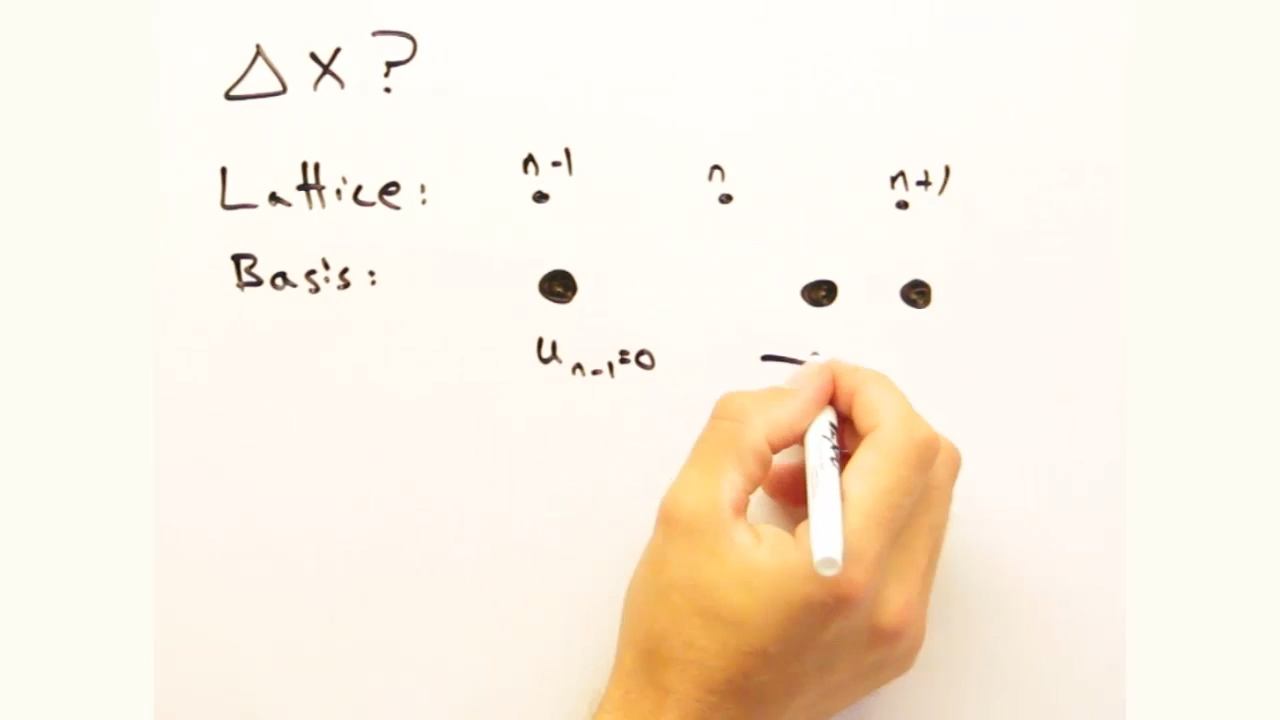 Δx?
n-1 n n+1
Lattice:
Basis:
u_{n-1}=0